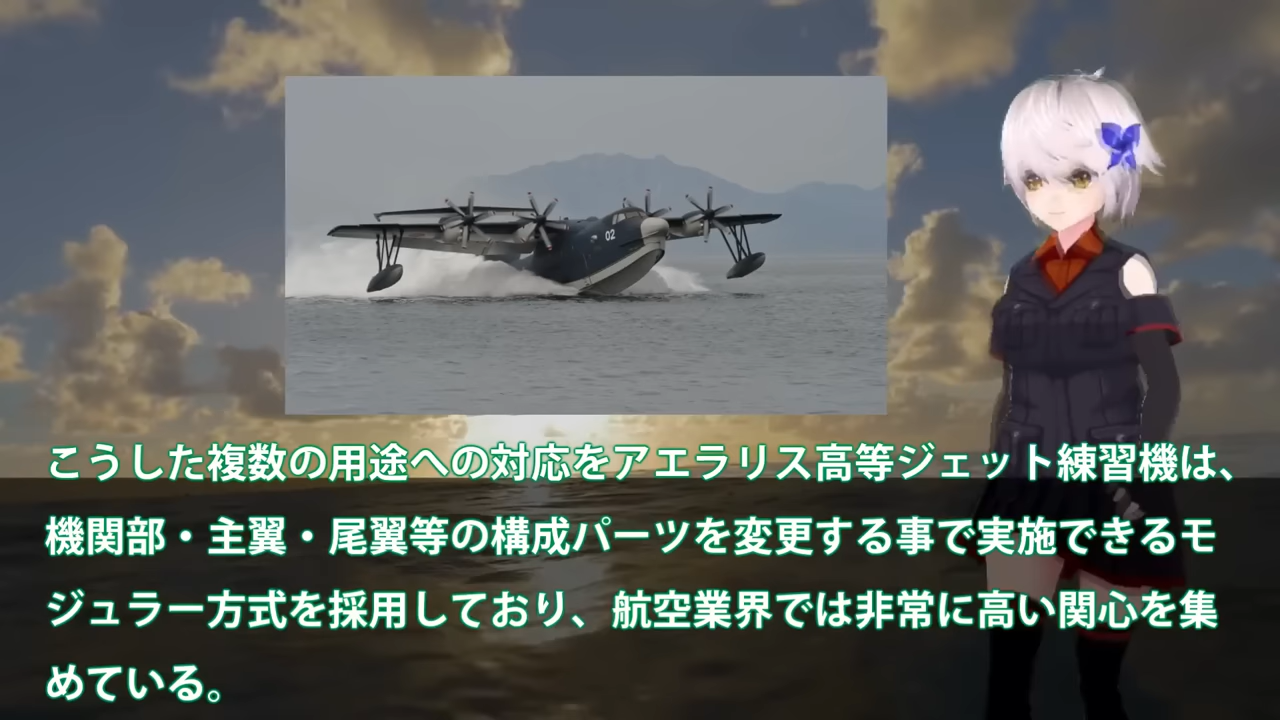 02
こうした複数の用途への対応をアエラリス高等ジェット練習機は、
機関部・主翼・尾翼等の構成パーツを変更する事で実施できるモ
ジュラー方式を採用しており、航空業界では非常に高い関心を集
めている。